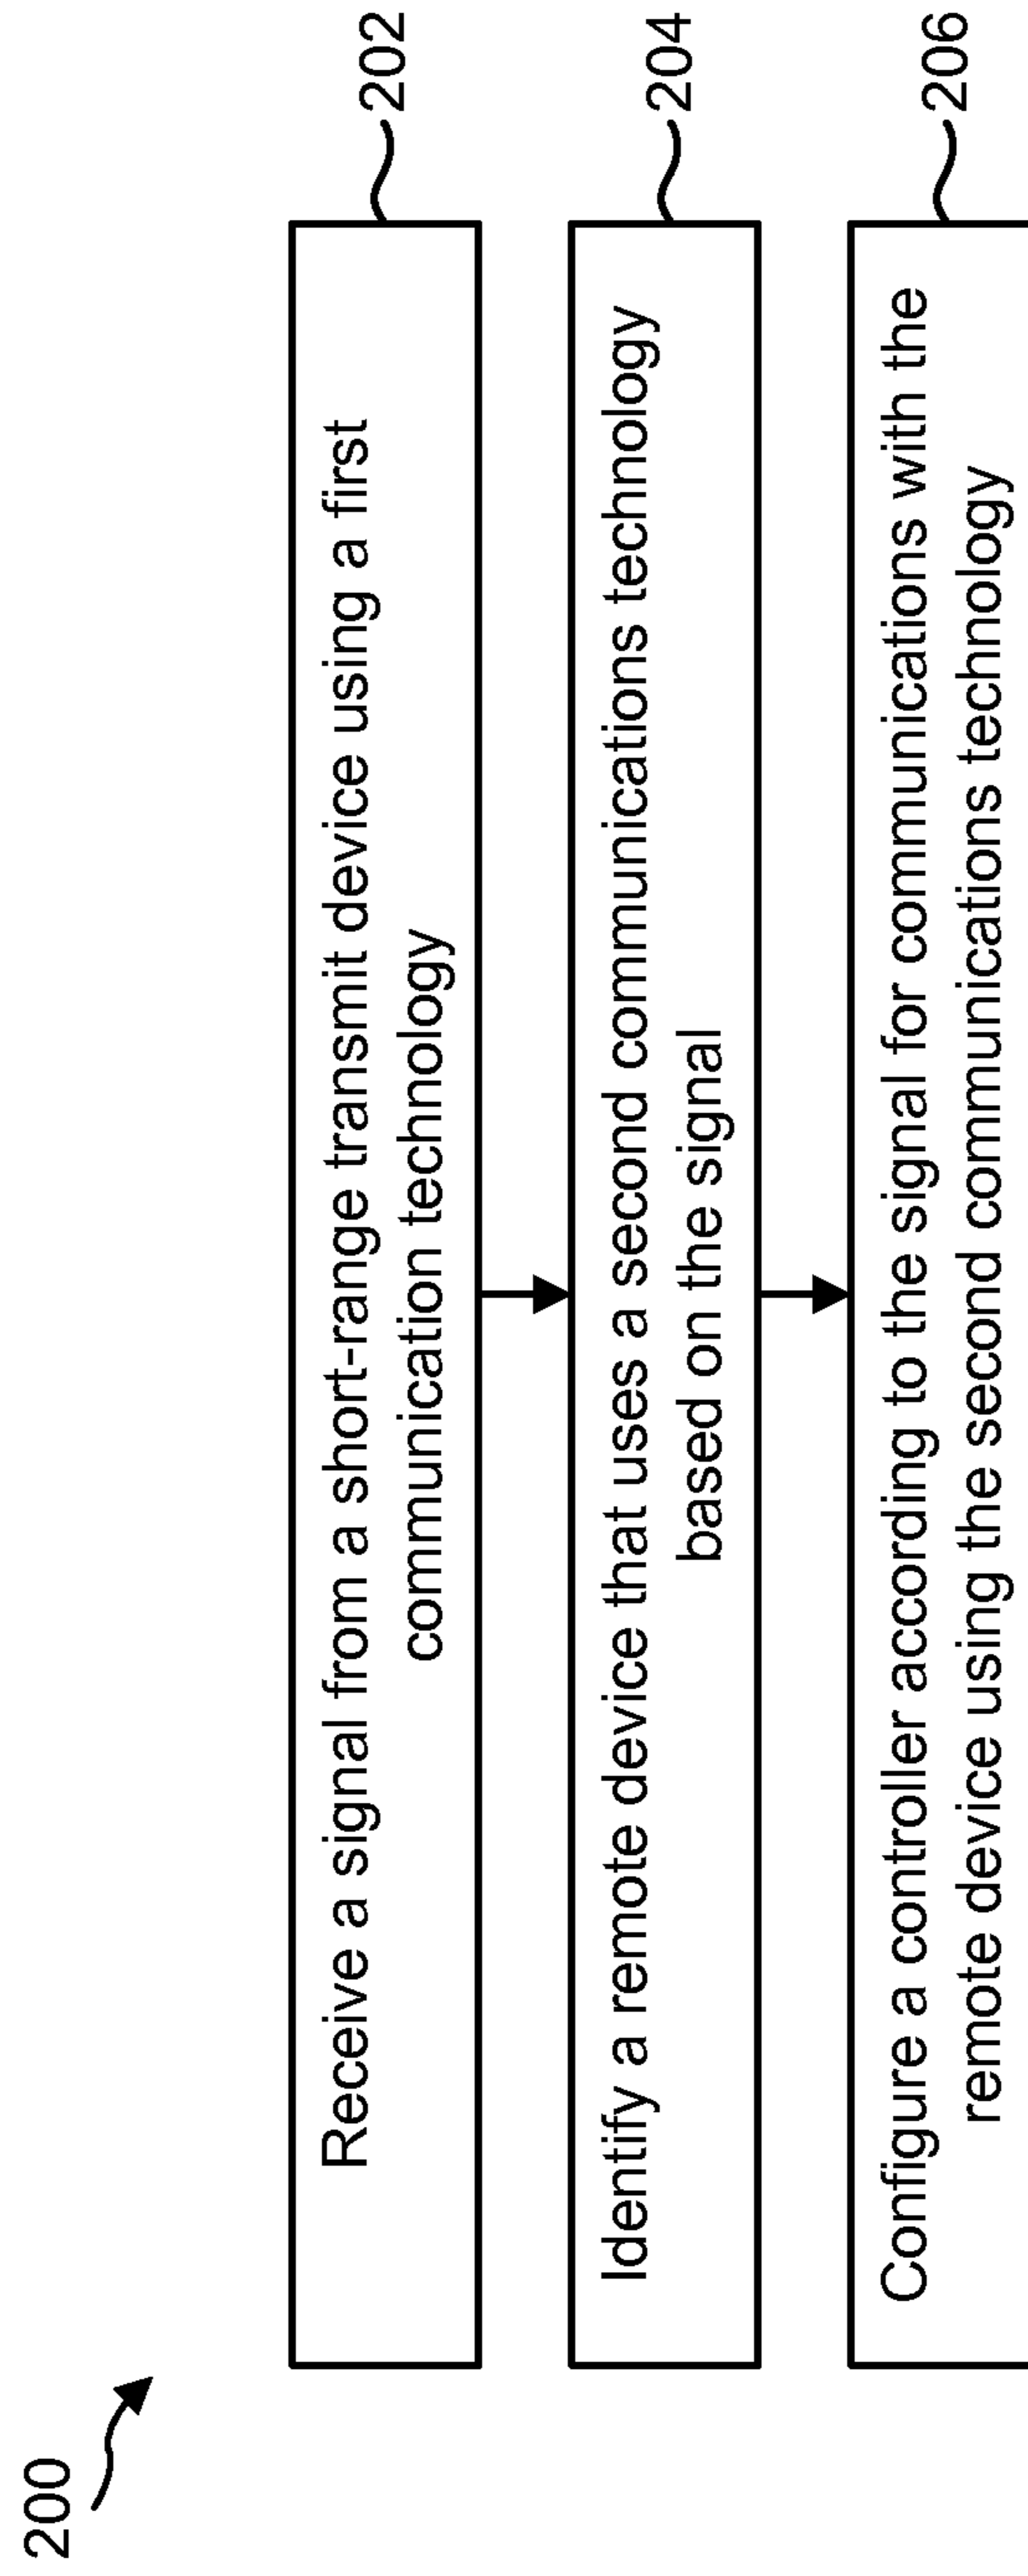 200
Receive a signal from a short-range transmit device using a first
communication technology
202
Identify a remote device that uses a second communications technology
based on the signal
204
Configure a controller according to the signal for communications with the
remote device using the second communications technology
206